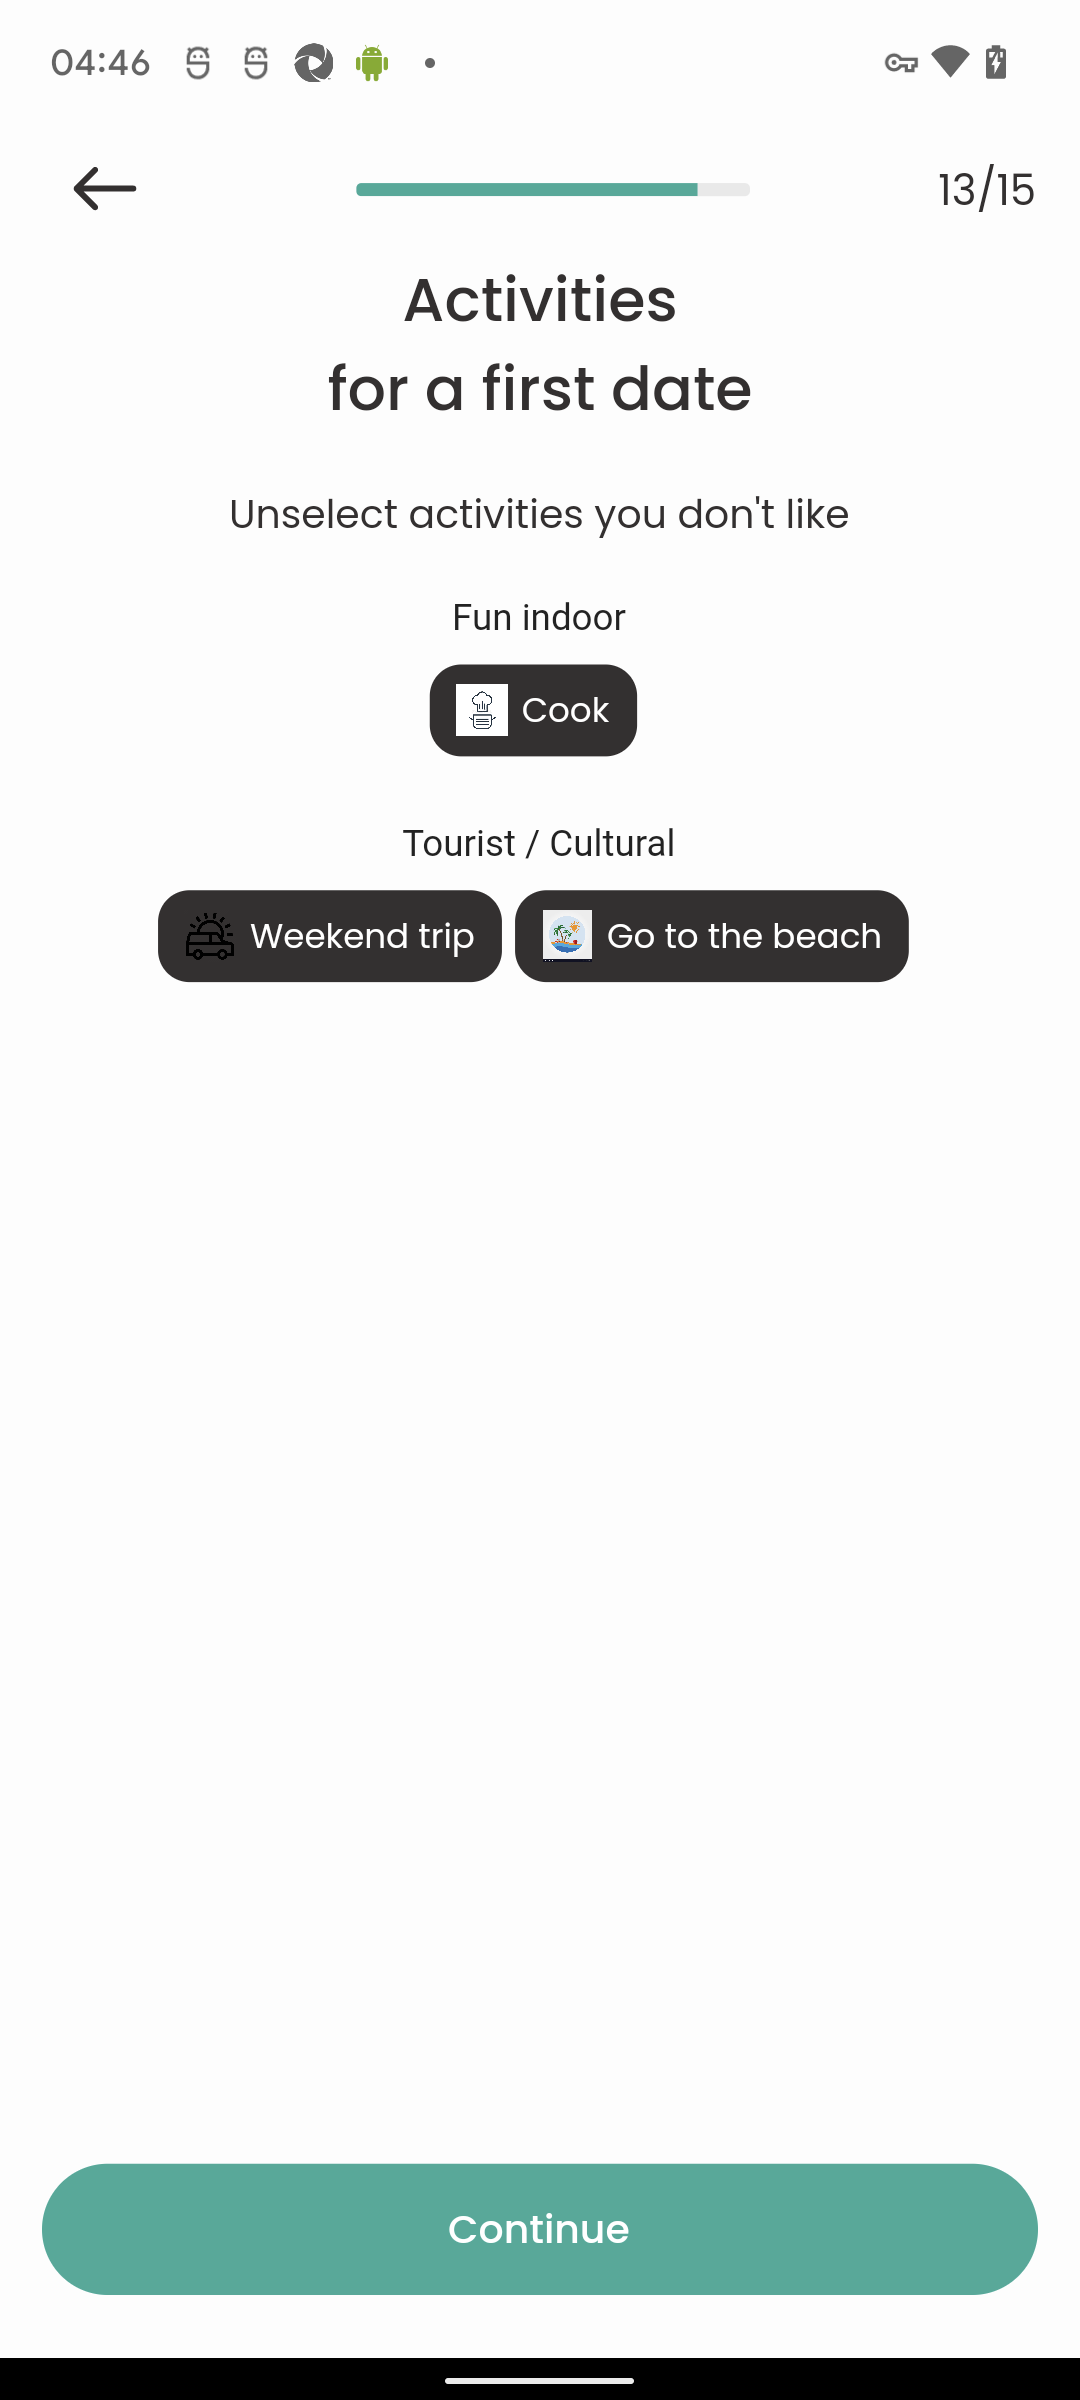 04:46
13/15
Activities
for a first date
Unselect activities you don't like
Fun indoor
Cook
Tourist / Cultural
Weekend trip
Go to the beach
Continue